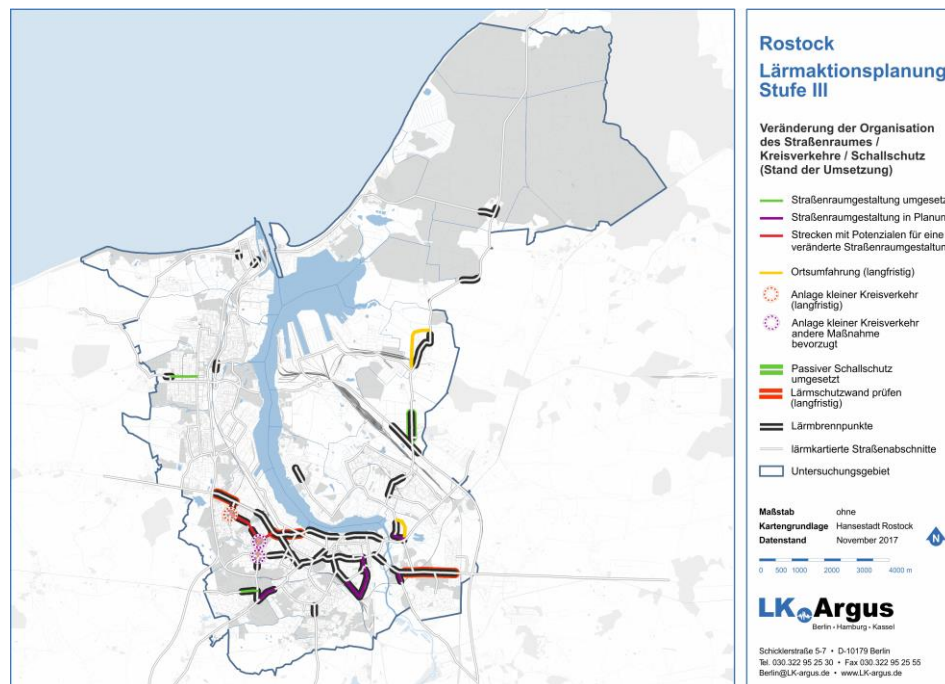 Rostock
Lärmaktionsplanung
Stufe III
Veränderung der Organisation
des Straßenraumes /
Kreisverkehre / Schallschutz
(Stand der Umsetzung)
Straßenraumgestaltung umgesetz
Straßenraumgestaltung in Planun
Strecken mit Potenzialen für eine
veränderte Straßenraumgestaltun
Ortsumfahrung (langfristig)
Anlage kleiner Kreisverkehr
(langfristig)
Anlage kleiner Kreisverkehr
andere Maßnahme
bevorzugt
Passiver Schallschutz
umgesetzt
Lärmschutzwand prüfen
(langfristig)
Lärmbrennpunkte
lärmkartierte Straßenabschnitte
Untersuchungsgebiet
Maßstab ohne
Kartengrundlage Hansestadt Rostock
Datenstand November 2017
N
0 500 1000 2000 3000 4000 m
LK Argus
Berlin • Hamburg • Kassel
Schicklerstraße 5-7 • D-10179 Berlin
Tel. 030.322 95 25 30 • Fax 030.322 95 25 55
Berlin@LK-argus.de • www.LK-argus.de